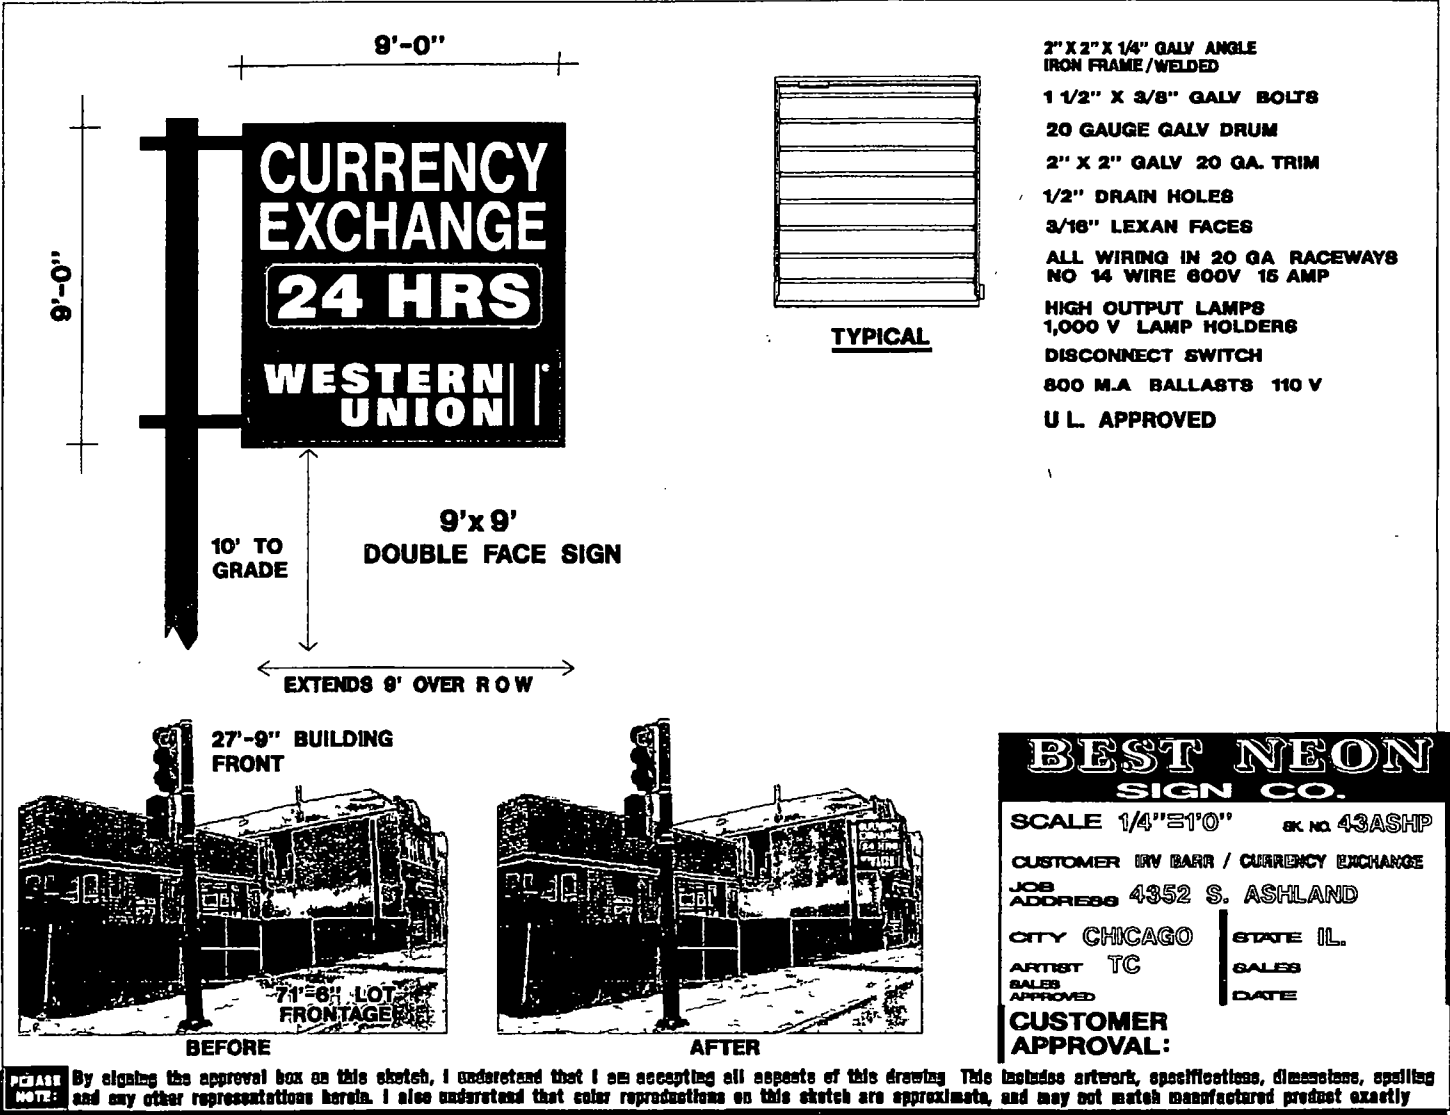 9'-0"
9'-0"
CURRENCY
EXCHANGE
24 HRS
WESTERN
UNION
10' TO
GRADE
9'x 9'
DOUBLE FACE SIGN
EXTENDS 9' OVER R O W
TYPICAL
2" X 2" X 1/4" GALV ANGLE
IRON FRAME/WELDED
1 1/2" X 3/8" GALV BOLTS
20 GAUGE GALV DRUM
2" X 2" GALV 20 GA. TRIM
1/2" DRAIN HOLES
3/16" LEXAN FACES
ALL WIRING IN 20 GA RACEWAYS
NO 14 WIRE 600V 15 AMP
HIGH OUTPUT LAMPS
1,000 V LAMP HOLDERS
DISCONNECT SWITCH
800 M.A BALLASTS 110 V
U L. APPROVED
27'-9" BUILDING
FRONT
71'=6" LOT
FRONTAGE
BEFORE
AFTER
BEST NEON
SIGN CO.
SCALE 1/4"=1'0" SK. NO. 43ASHP
CUSTOMER IRV BARR / CURRENCY EXCHANGE
JOB
ADDRESS 4352 S. ASHLAND
CITY CHICAGO STATE IL.
ARTIST TC SALES
SALES
APPROVED DATE
CUSTOMER
APPROVAL:
PLEASE
NOTE:
By signing the approval box on this sketch, I understand that I am accepting all aspects of this drawing This includes artwork, specifications, dimensions, spelling
and any other representations herein. I also understand that color reproductions on this sketch are approximate, and may not match manufactured product exactly